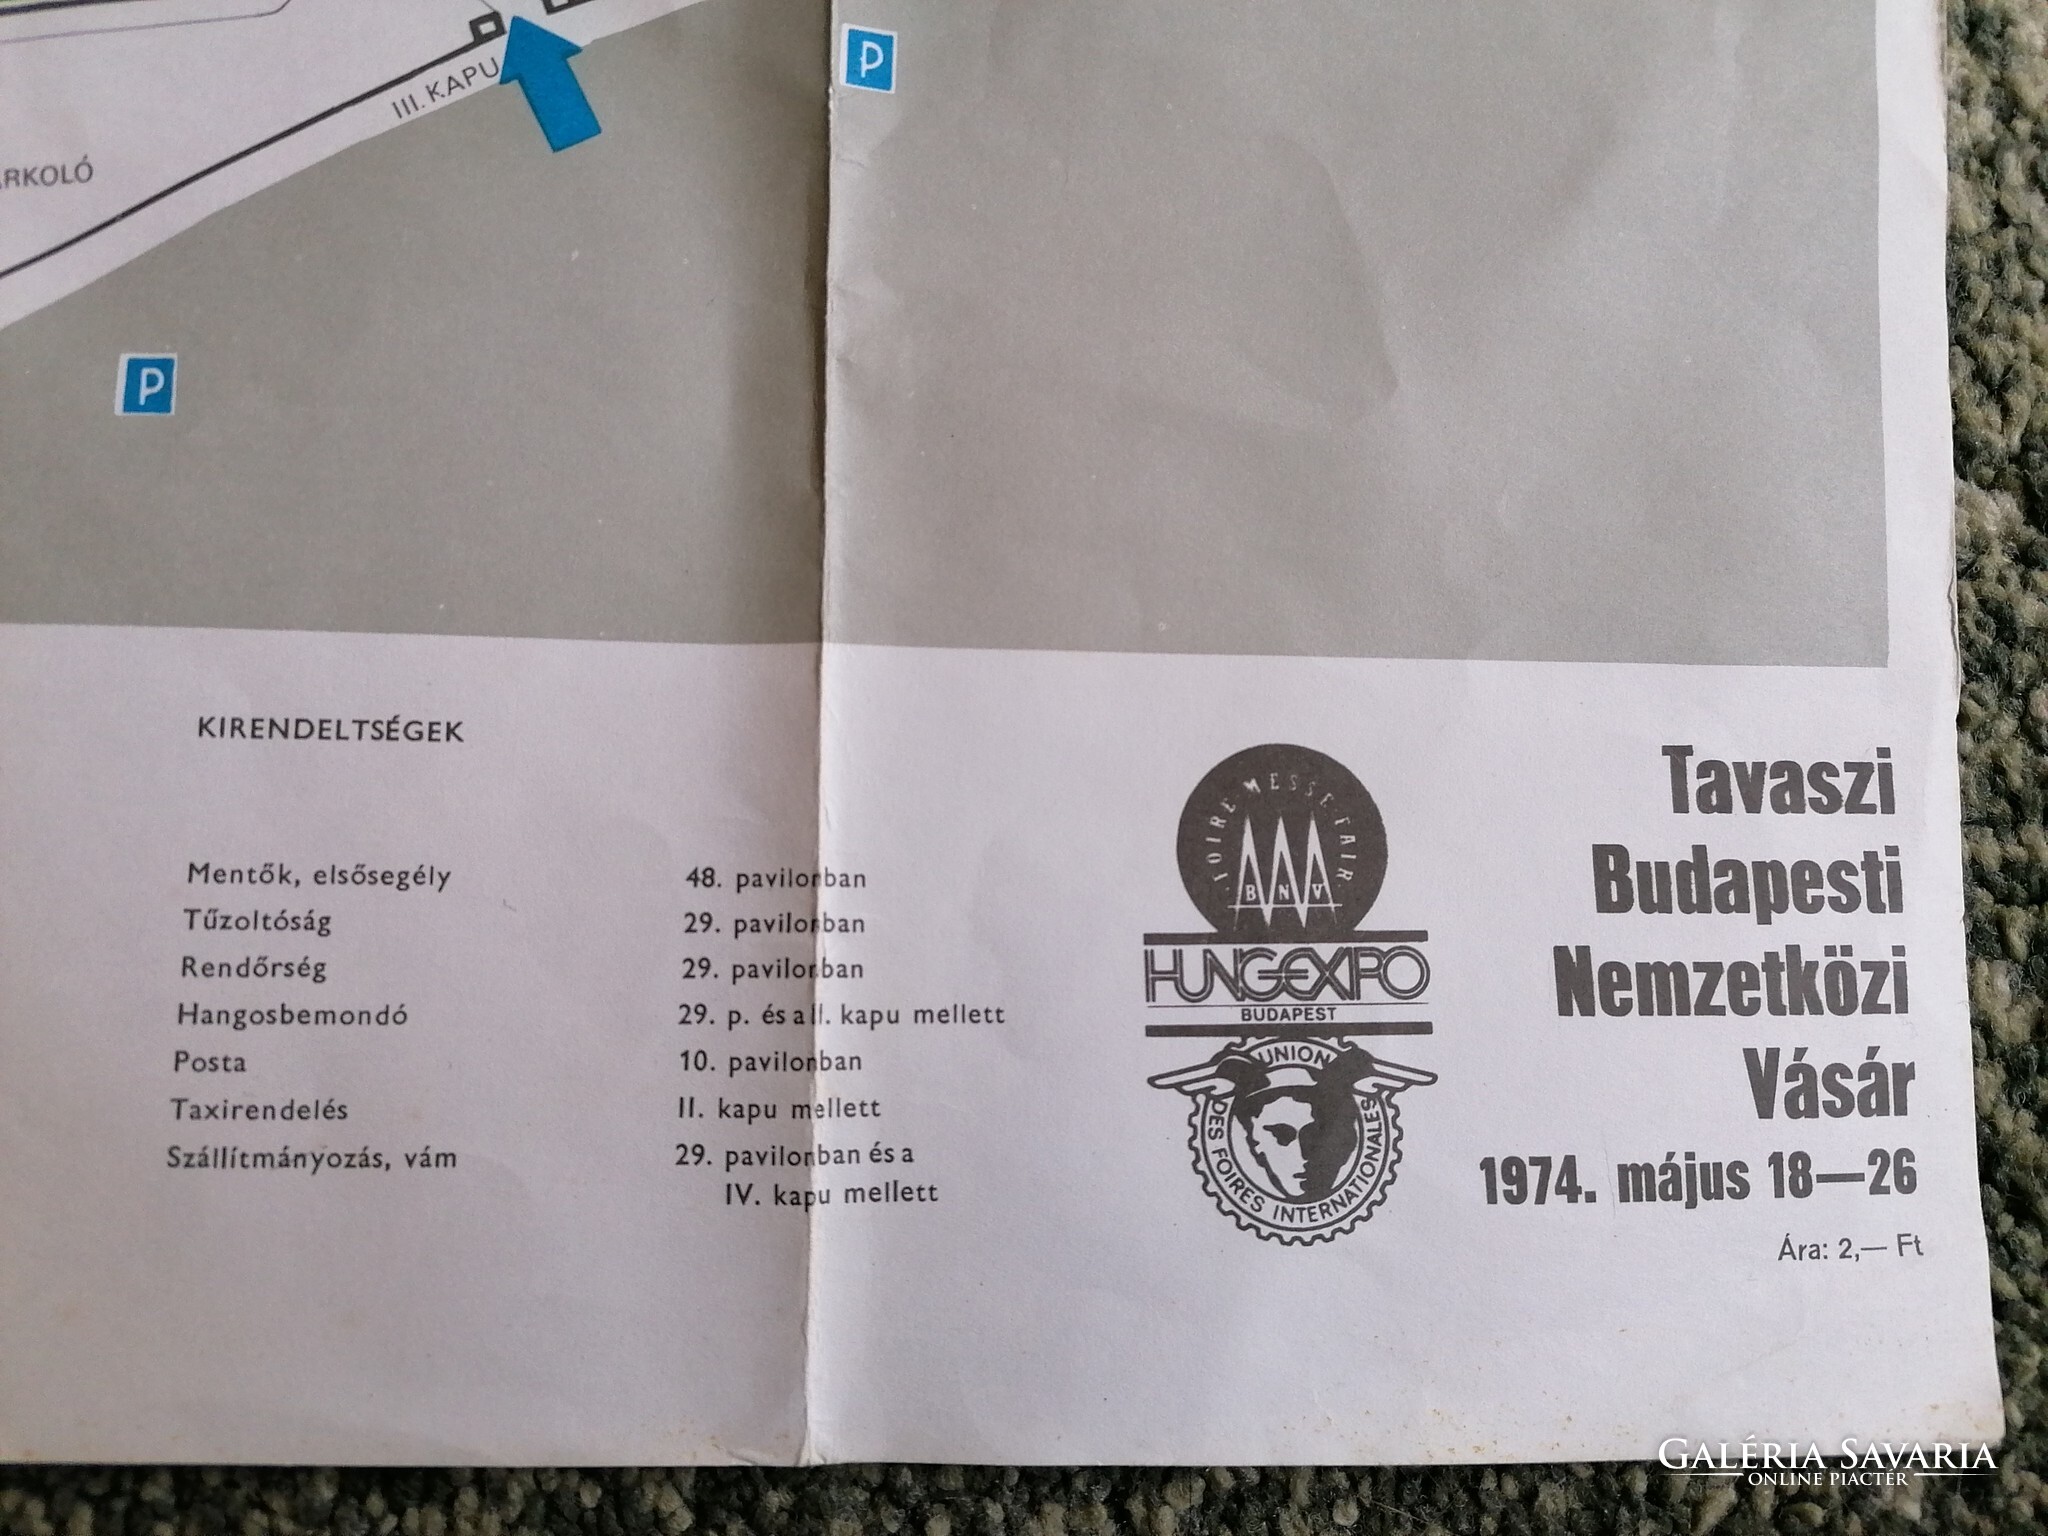 P
III. KAPU
P
KIRENDELTSÉGEK
Mentők, elsősegély 48. pavilonban
Tűzoltóság 29. pavilonban
Rendőrség 29. pavilonban
Hangosbemondó 29. p. és a II. kapu mellett
Posta 10. pavilonban
Taxirendelés II. kapu mellett
Szállítmányozás, vám 29. pavilonban és a
IV. kapu mellett
FOIRE MESSE FAIR
BNV
HUNGEXPO
BUDAPEST
UNION
DES FOIRES INTERNATIONALES
Tavaszi
Budapesti
Nemzetközi
Vásár
1974. május 18—26
Ára: 2,— Ft
GALÉRIA SAVARIA
ONLINE PIACTÉR